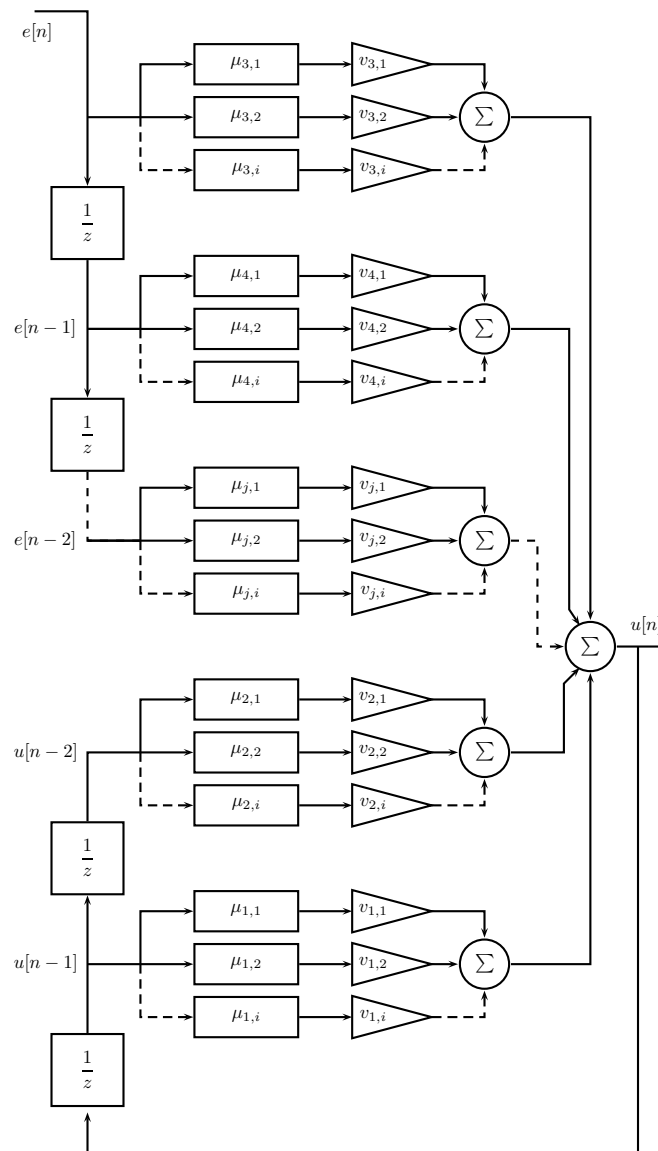 e[n]
μ3,1 v3,1
μ3,2 v3,2 Σ
μ3,i v3,i
1
z
μ4,1 v4,1
e[n − 1] μ4,2 v4,2 Σ
μ4,i v4,i
1
z
μj,1 vj,1
e[n − 2] μj,2 vj,2 Σ
μj,i vj,i
u[n]
Σ
μ2,1 v2,1
u[n − 2] μ2,2 v2,2 Σ
μ2,i v2,i
1
z
μ1,1 v1,1
u[n − 1] μ1,2 v1,2 Σ
μ1,i v1,i
1
z